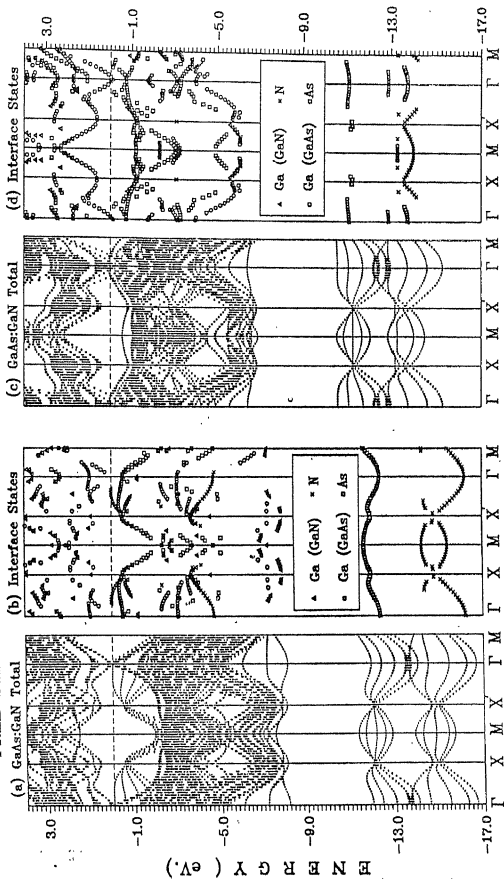 (a) GaAs:GaN Total
(b) Interface States
(c) GaAs:GaN Total
(d) Interface States
ENERGY (eV.)
3.0
-1.0
-5.0
-9.0
-13.0
-17.0
Γ X M X' Γ M
Γ X M X' Γ M
▲ Ga (GaN) × N
□ Ga (GaAs) ○ As
Γ X M X Γ M
Γ X M X Γ M
▲ Ga (GaN) × N
□ Ga (GaAs) ○ As
3.0
-1.0
-5.0
-9.0
-13.0
-17.0